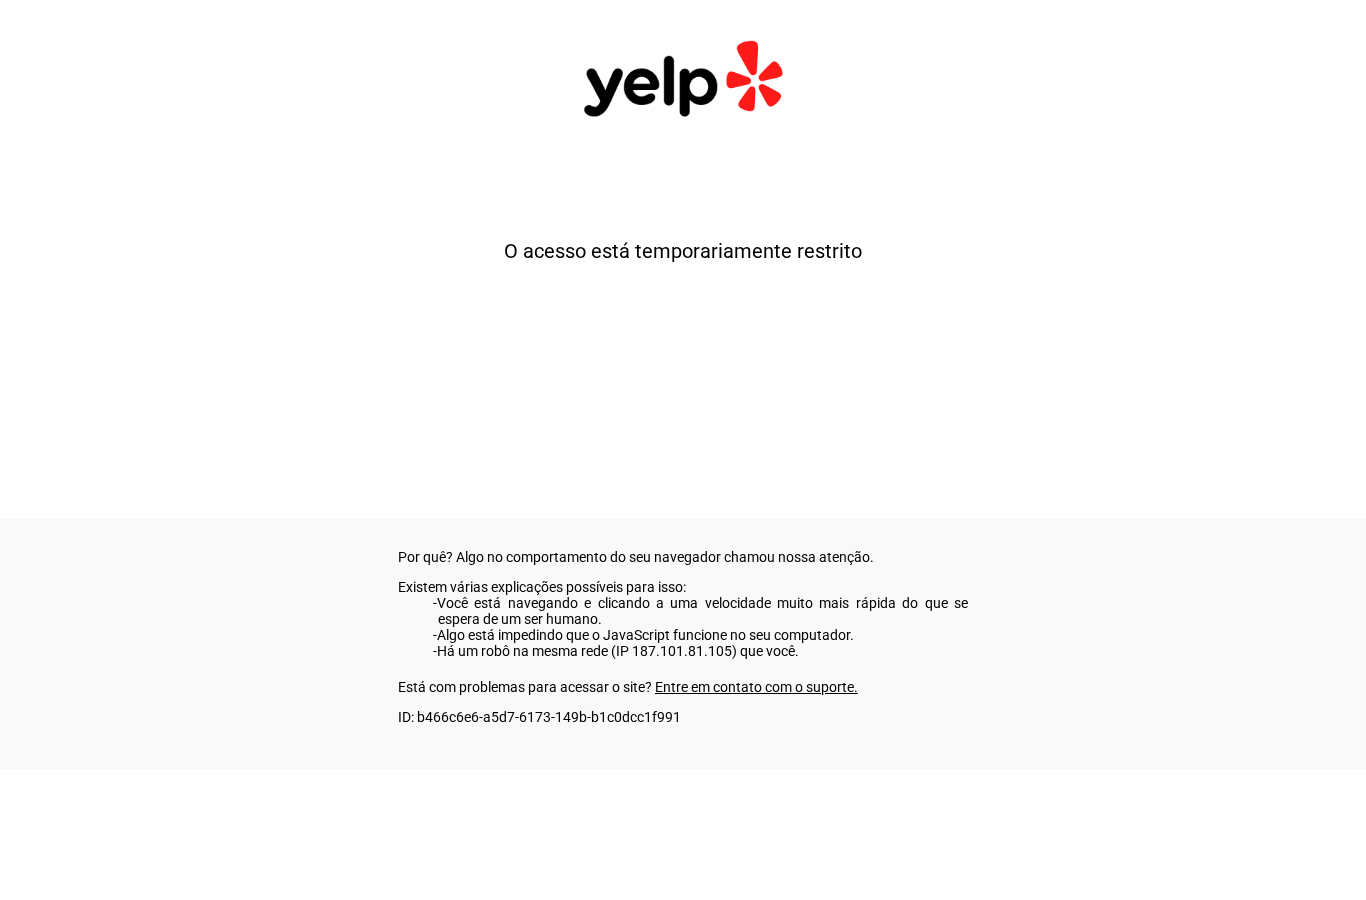 yelp
O acesso está temporariamente restrito
Por quê? Algo no comportamento do seu navegador chamou nossa atenção.
Existem várias explicações possíveis para isso:
-Você está navegando e clicando a uma velocidade muito mais rápida do que se
espera de um ser humano.
-Algo está impedindo que o JavaScript funcione no seu computador.
-Há um robô na mesma rede (IP 187.101.81.105) que você.
Está com problemas para acessar o site? Entre em contato com o suporte.
ID: b466c6e6-a5d7-6173-149b-b1c0dcc1f991